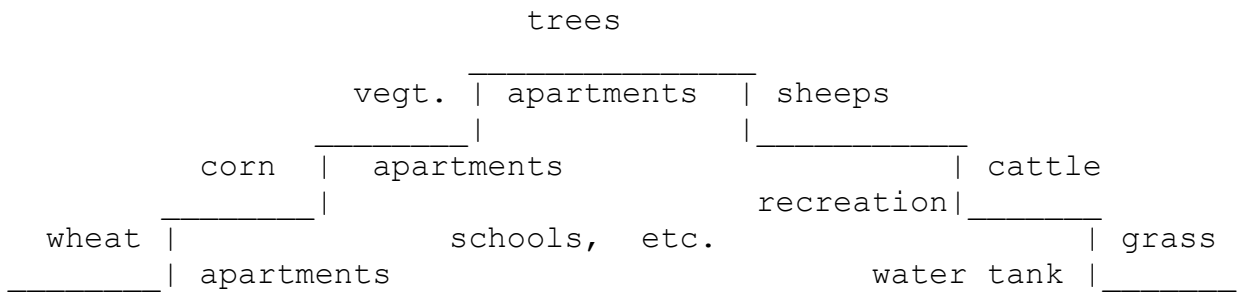 trees
vegt. | apartments | sheeps
corn | apartments | cattle
recreation
wheat | schools, etc. | grass
apartments water tank